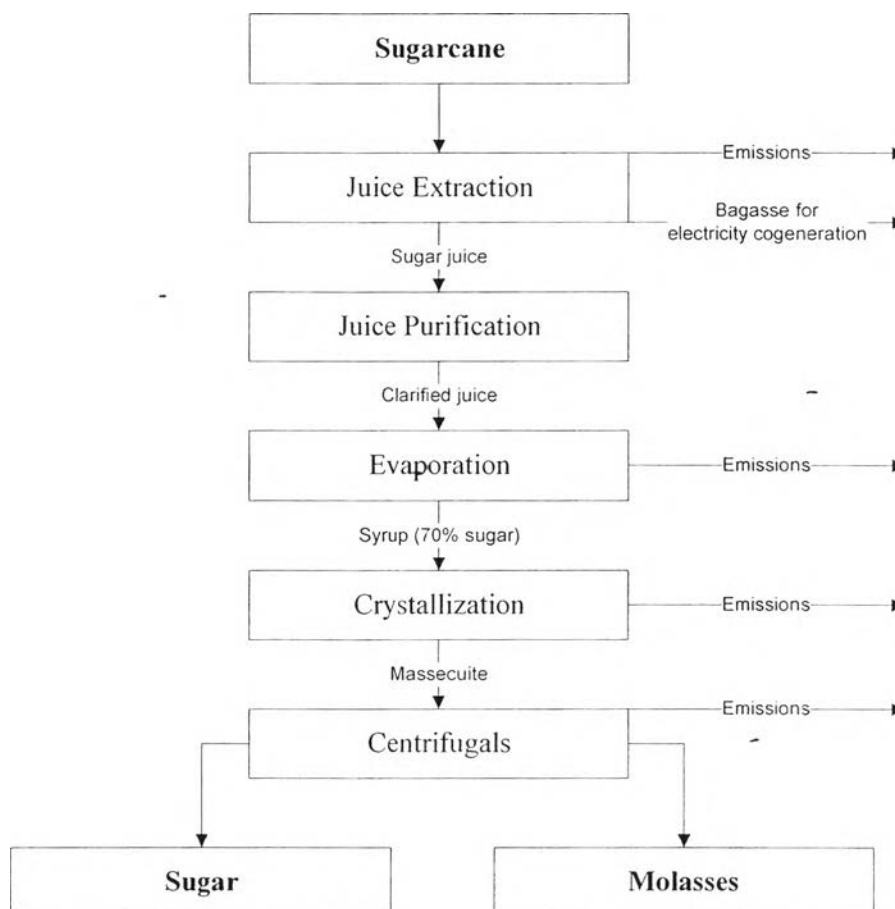 Sugarcane
Emissions
Juice Extraction
Bagasse for
electricity cogeneration
Sugar juice
Juice Purification
Clarified juice
Evaporation
Emissions
Syrup (70% sugar)
Crystallization
Emissions
Massecuite
Emissions
Centrifugals
Sugar
Molasses